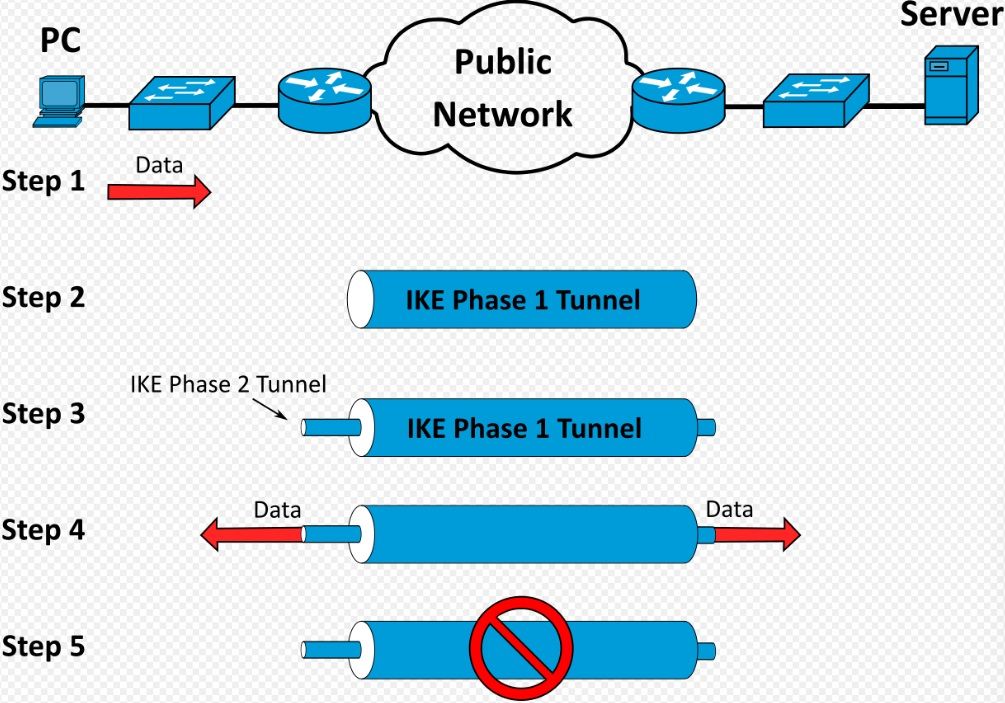 PC
Server
Public
Network
Step 1
Data
Step 2
IKE Phase 1 Tunnel
IKE Phase 2 Tunnel
Step 3
IKE Phase 1 Tunnel
Step 4
Data
Data
Step 5